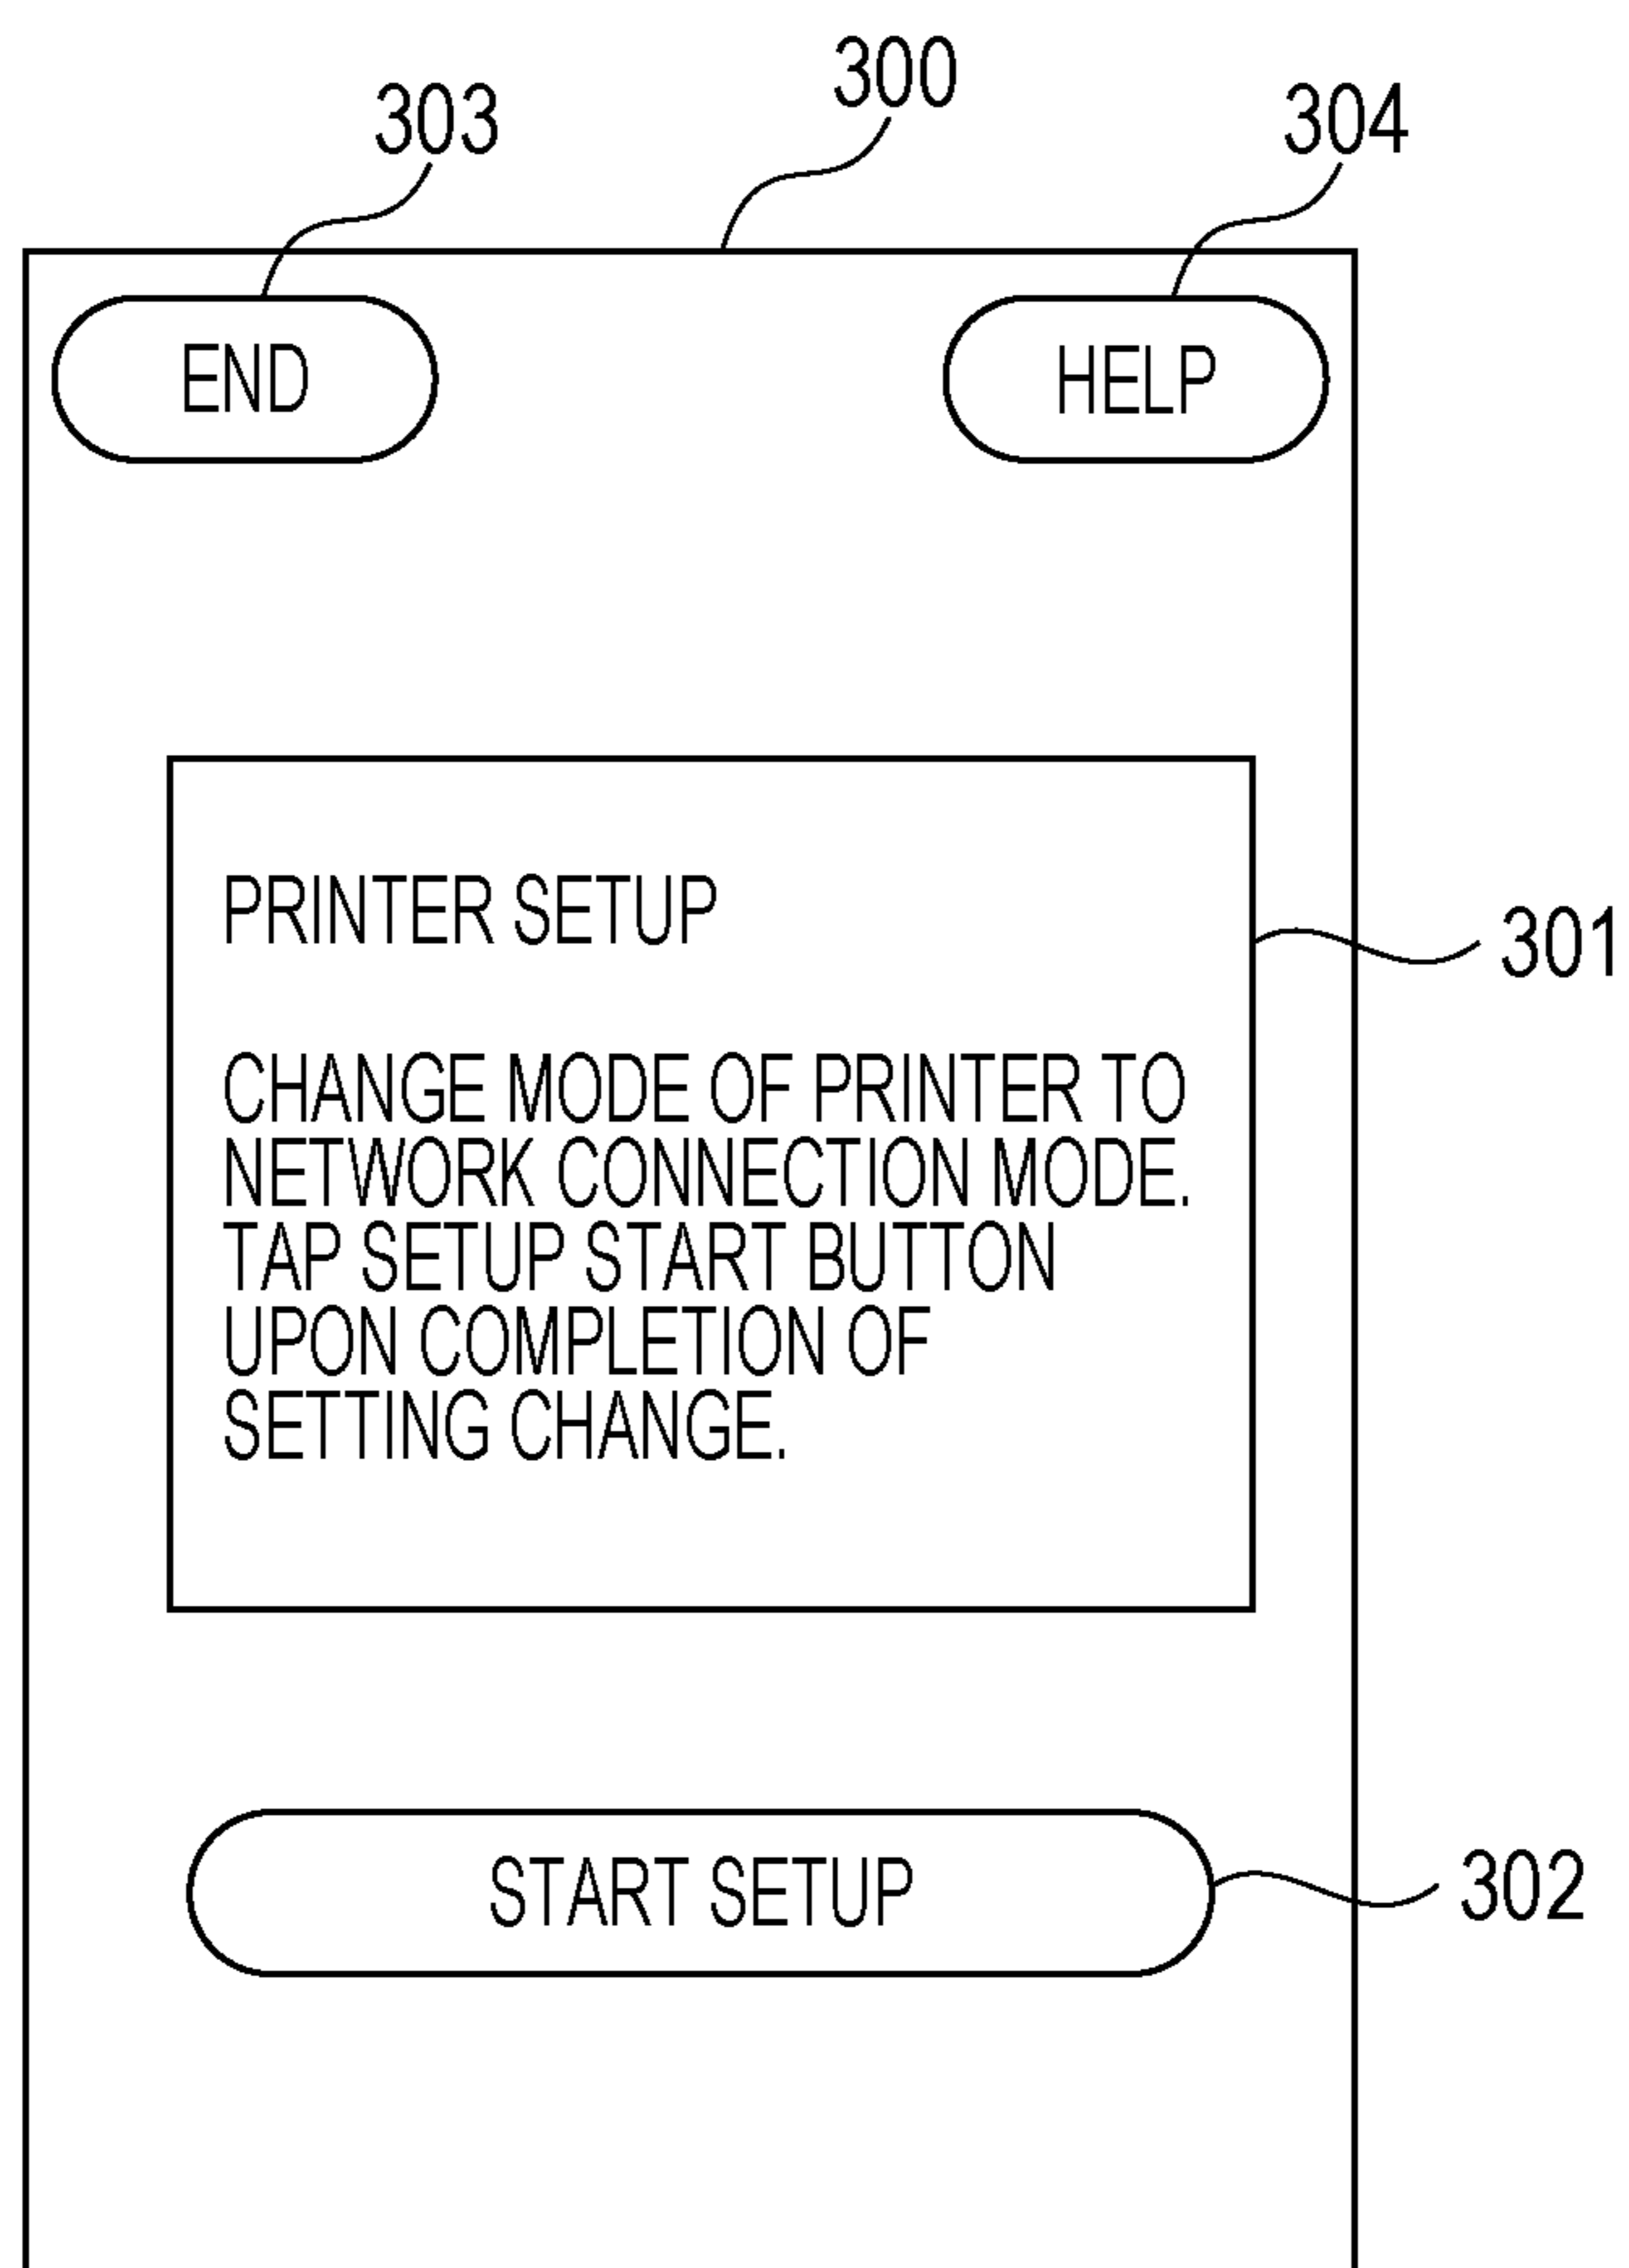 300
303
304
END
HELP
PRINTER SETUP
301
CHANGE MODE OF PRINTER TO
NETWORK CONNECTION MODE.
TAP SETUP START BUTTON
UPON COMPLETION OF
SETTING CHANGE.
START SETUP
302